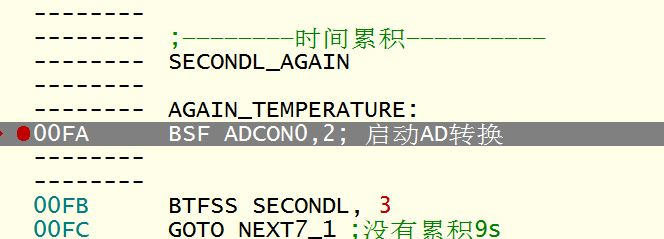 --------
-------- ;--------时间累积----------
-------- SECONDL_AGAIN
--------
-------- AGAIN_TEMPERATURE:
00FA BSF ADCON0,2; 启动AD转换
--------
--------
00FB BTFSS SECONDL, 3
00FC GOTO NEXT7_1 ;没有累积9s